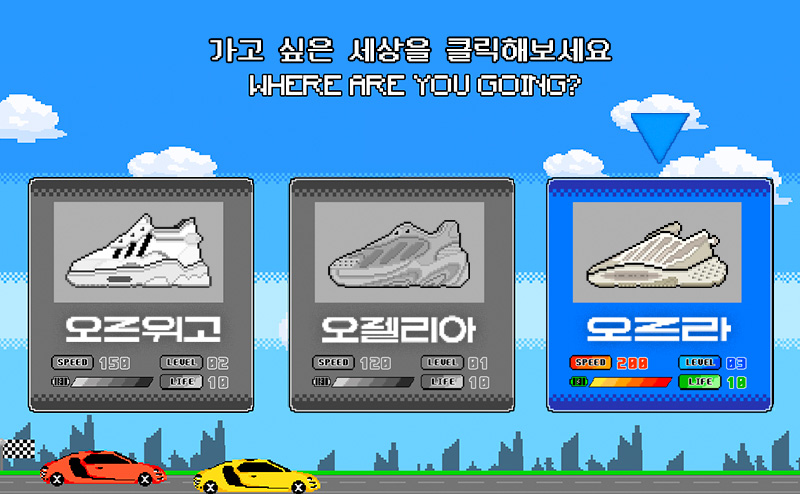 가고 싶은 세상을 클릭해보세요
WHERE ARE YOU GOING?
오즈위고
SPEED 150 LEVEL 02
LIFE 10
오젤리아
SPEED 120 LEVEL 01
LIFE 10
오즈라
SPEED 200 LEVEL 03
LIFE 10